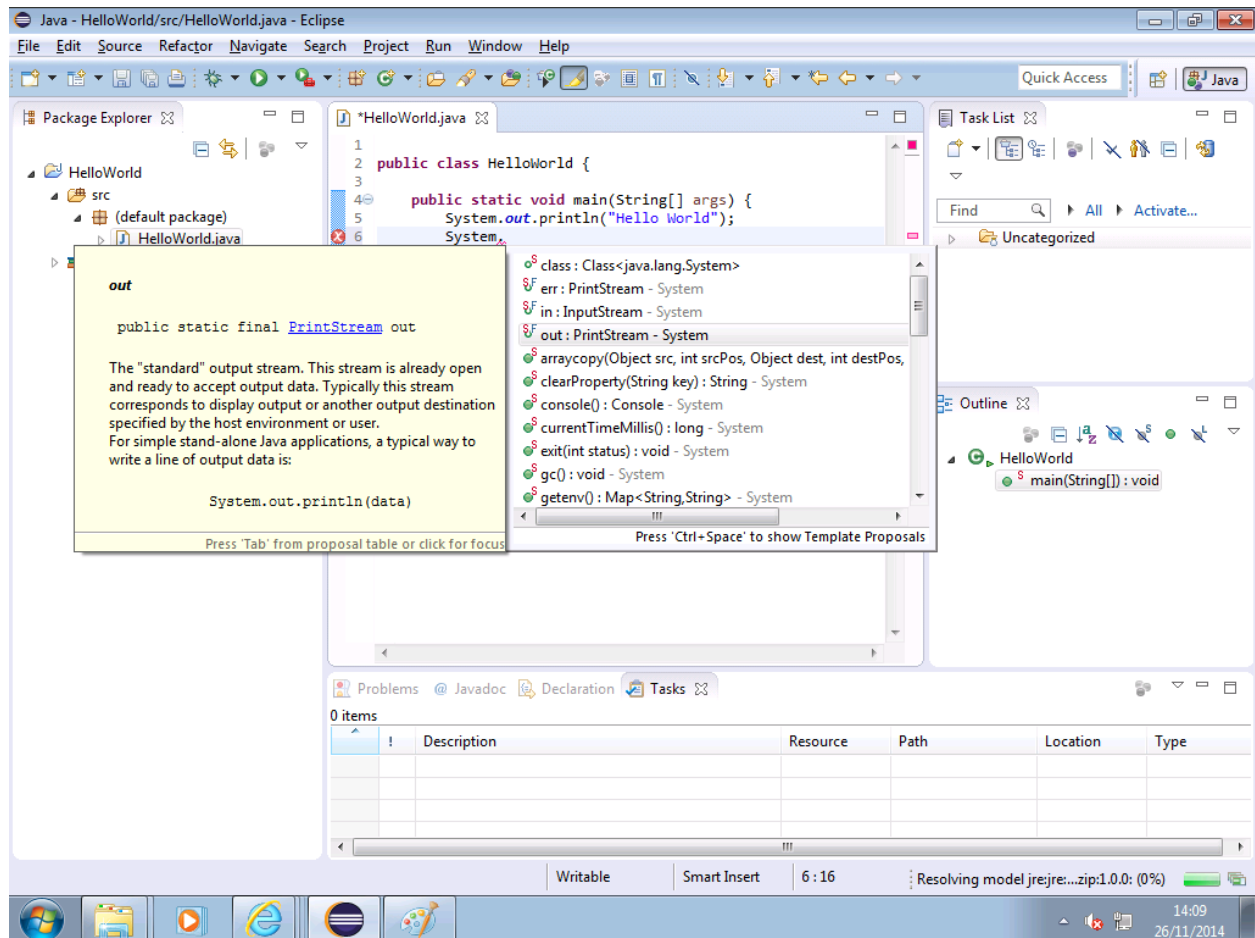 Java - HelloWorld/src/HelloWorld.java - Eclipse
File Edit Source Refactor Navigate Search Project Run Window Help
Quick Access Java
Package Explorer
HelloWorld
src
(default package)
HelloWorld.java
*HelloWorld.java
1
2 public class HelloWorld {
3
4 public static void main(String[] args) {
5 System.out.println("Hello World");
6 System.
out
public static final PrintStream out
The "standard" output stream. This stream is already open
and ready to accept output data. Typically this stream
corresponds to display output or another output destination
specified by the host environment or user.
For simple stand-alone Java applications, a typical way to
write a line of output data is:
System.out.println(data)
Press 'Tab' from proposal table or click for focus
class : Class<java.lang.System>
err : PrintStream - System
in : InputStream - System
out : PrintStream - System
arraycopy(Object src, int srcPos, Object dest, int destPos,
clearProperty(String key) : String - System
console() : Console - System
currentTimeMillis() : long - System
exit(int status) : void - System
gc() : void - System
getenv() : Map<String,String> - System
Press 'Ctrl+Space' to show Template Proposals
Task List
Find All Activate...
Uncategorized
Outline
HelloWorld
main(String[]) : void
Problems @ Javadoc Declaration Tasks
0 items
! Description Resource Path Location Type
Writable Smart Insert 6 : 16 Resolving model jre:jre:...zip:1.0.0: (0%)
14:09
26/11/2014